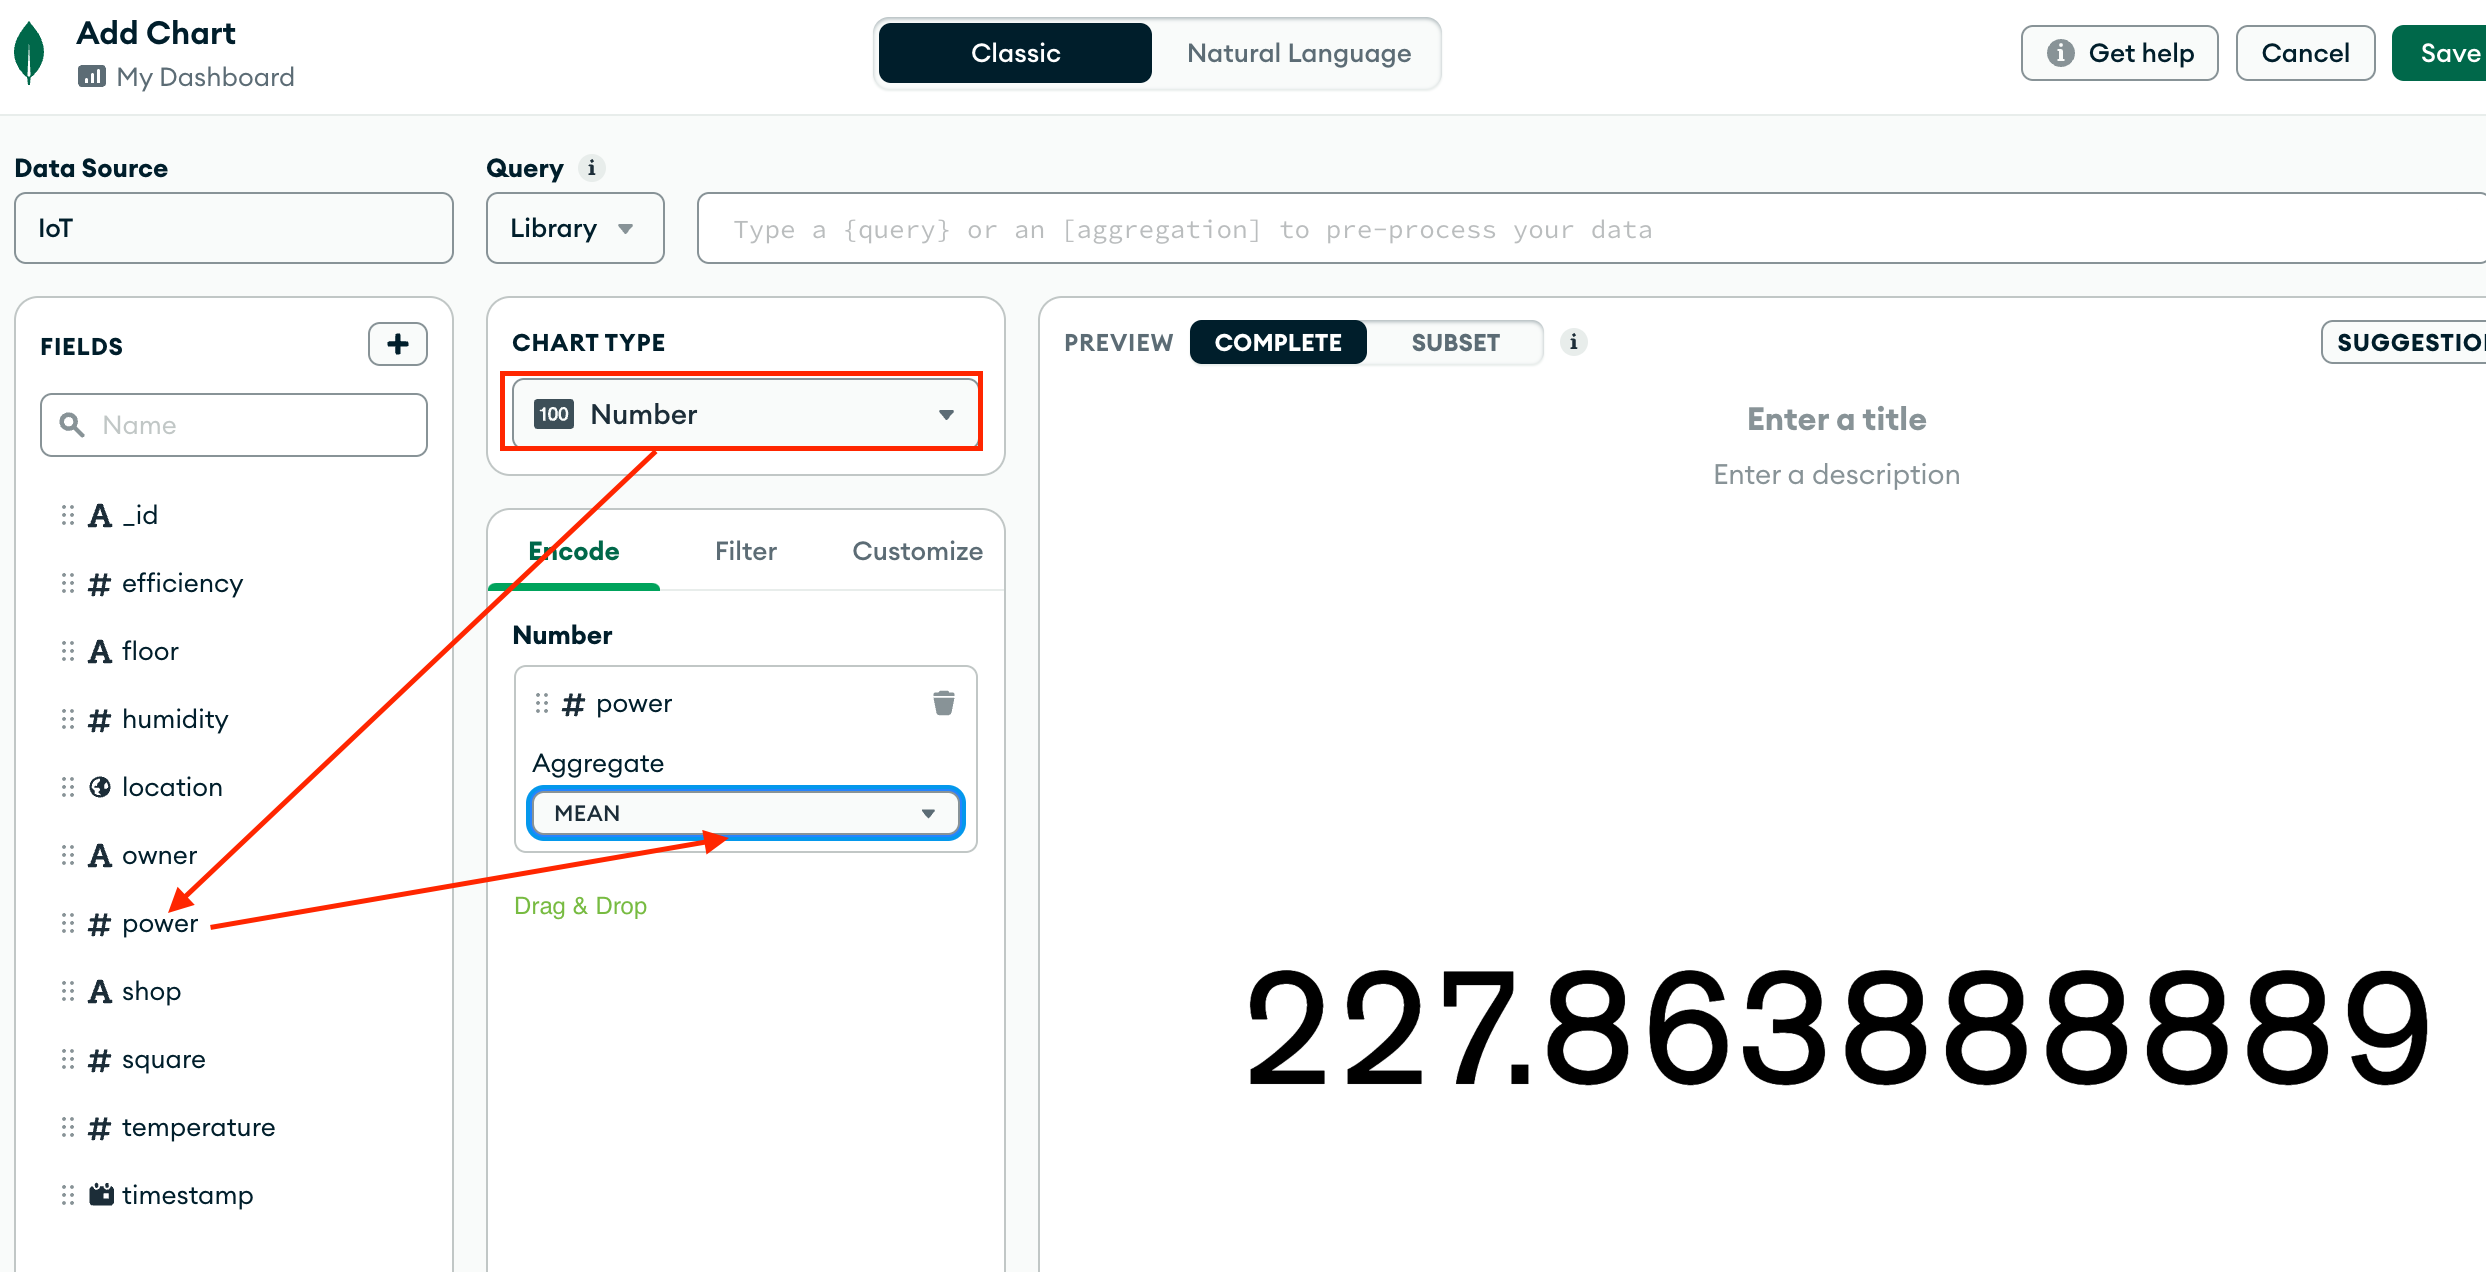 Add Chart
My Dashboard
Classic
Natural Language
Get help
Cancel
Save
Data Source
IoT
Query
Library
Type a {query} or an [aggregation] to pre-process your data
FIELDS
Name
_id
efficiency
floor
humidity
location
owner
power
shop
square
temperature
timestamp
CHART TYPE
100 Number
Encode
Filter
Customize
Number
power
Aggregate
MEAN
Drag & Drop
PREVIEW
COMPLETE
SUBSET
SUGGESTION
Enter a title
Enter a description
227.863888889